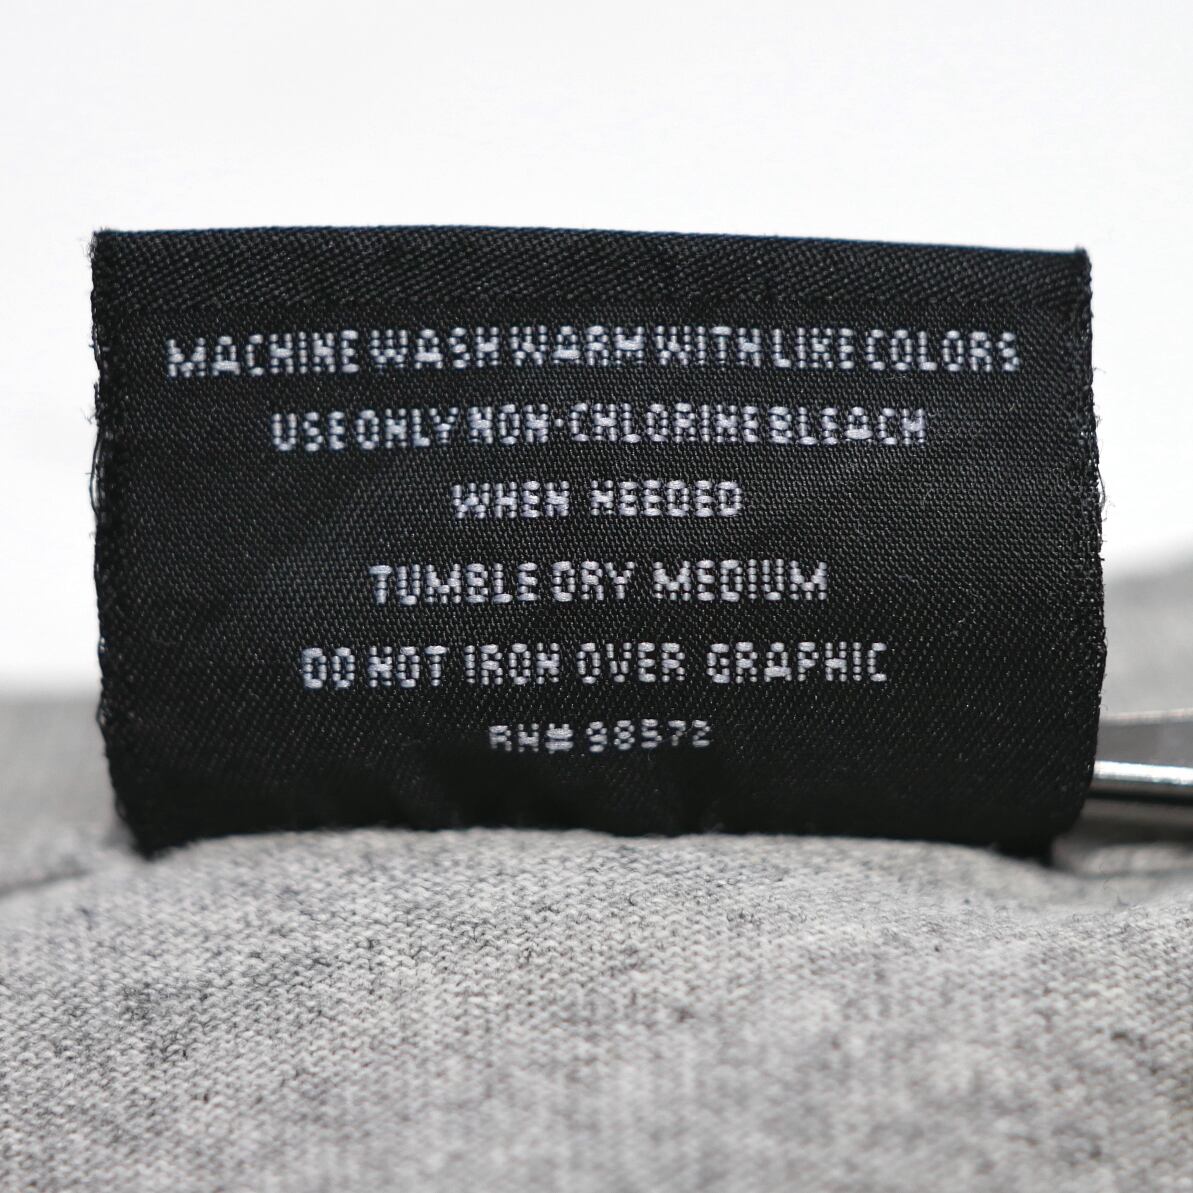 MACHINE WASH WARM WITH LIKE COLORS
USE ONLY NON-CHLORINE BLEACH
WHEN NEEDED
TUMBLE DRY MEDIUM
DO NOT IRON OVER GRAPHIC
RN# 98572